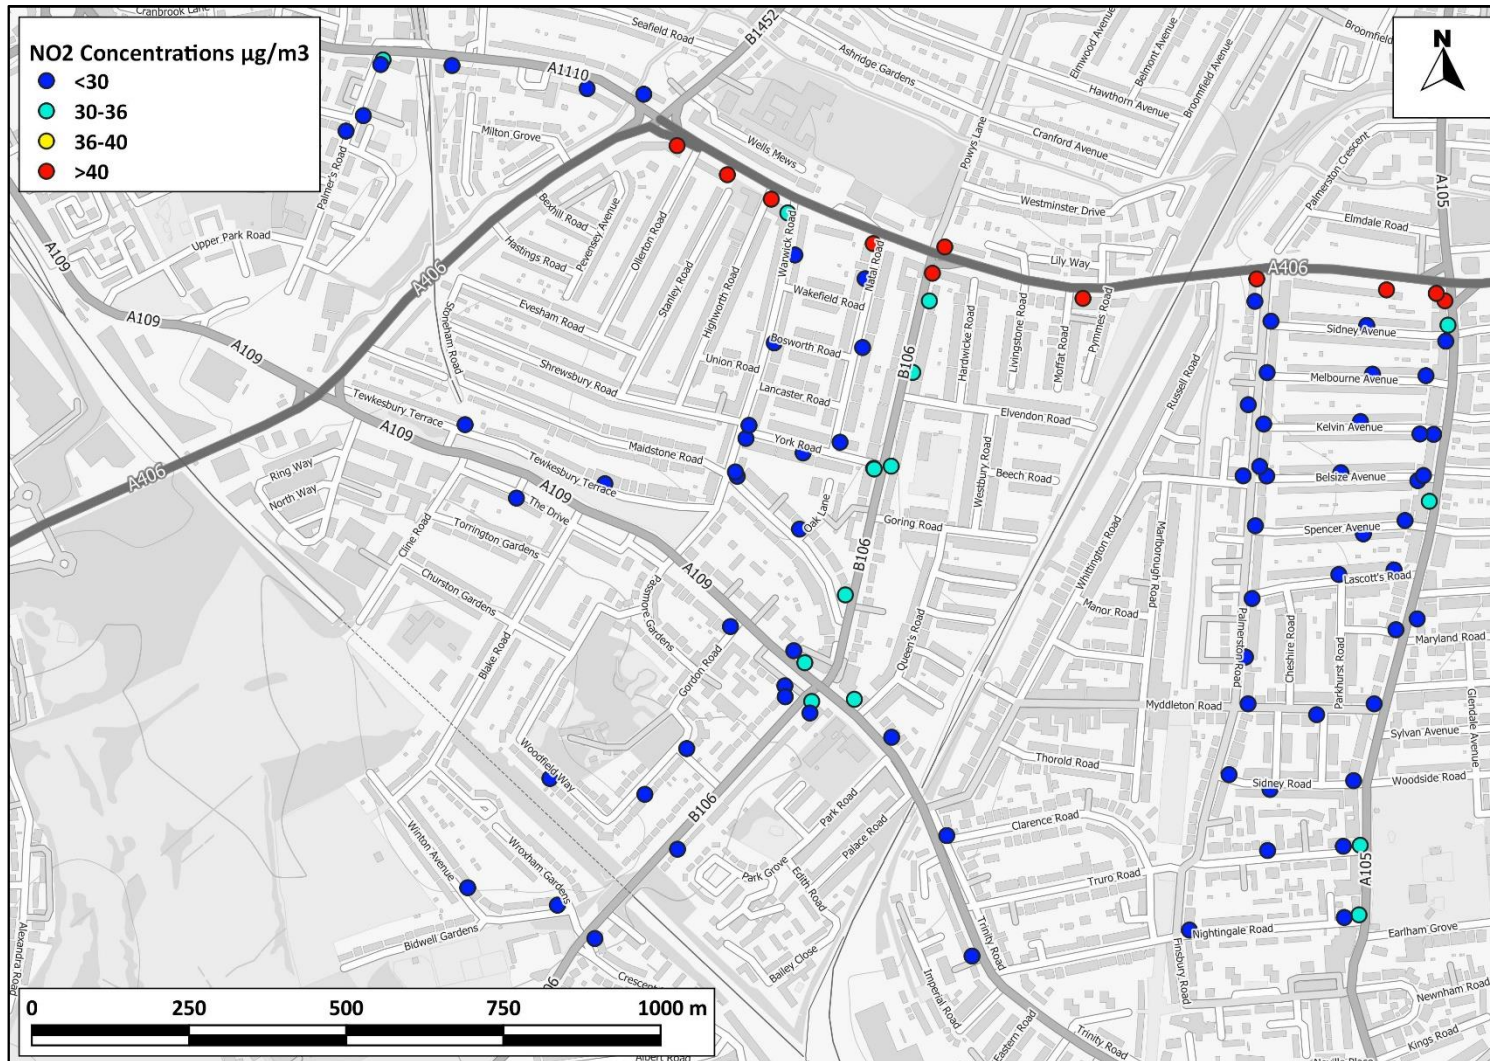 Cranbrook Lane
Seafield Road
B1452
Elmwood Avenue
Belmont Avenue
Broomfield Avenue
Broomfield
N
NO2 Concentrations µg/m3
<30
30-36
36-40
>40
A1110
Ashridge Gardens
Hawthorn Avenue
Cranford Avenue
Powys Lane
Wells Mews
Milton Grove
Palmer's Road
Palmerston Crescent
A105
Westminster Drive
Elmdale Road
Upper Park Road
Bexhill Road
Pevensey Avenue
Hastings Road
Ollerton Road
Stanley Road
Highworth Road
Warwick Road
Natal Road
Lily Way
A406
A109
A406
Wakefield Road
Evesham Road
Stoneham Road
Sidney Avenue
A109
A109
Bosworth Road
B106
Hardwicke Road
Livingstone Road
Moffat Road
Pymmes Road
Union Road
Shrewsbury Road
Lancaster Road
Russell Road
Melbourne Avenue
Tewkesbury Terrace
A109
Elvendon Road
Kelvin Avenue
York Road
Maidstone Road
A406
Ring Way
North Way
Tewkesbury Terrace
A109
Westbury Road
Beech Road
Belsize Avenue
The Drive
Oak Lane
Goring Road
Torrington Gardens
Cline Road
Spencer Avenue
Whittington Road
Marlborough Road
B106
A109
Churston Gardens
Passmore Gardens
Lascott's Road
Manor Road
Queen's Road
Palmerston Road
Cheshire Road
Parkhurst Road
Maryland Road
Blake Road
Gordon Road
Myddleton Road
Glendale Avenue
Sylvan Avenue
Woodfield Way
Thorold Road
Sidney Road
Woodside Road
B106
Park Road
Palace Road
Clarence Road
Winton Avenue
Wroxham Gardens
Park Grove
Edith Road
Truro Road
A105
Bidwell Gardens
Trinity Road
Nightingale Road
Earlham Grove
Alexandra Road
Bailey Close
Finsbury Road
Imperial Road
Newnham Road
0 250 500 750 1000 m
Eastern Road
Trinity Road
Kings Road
Albert Road